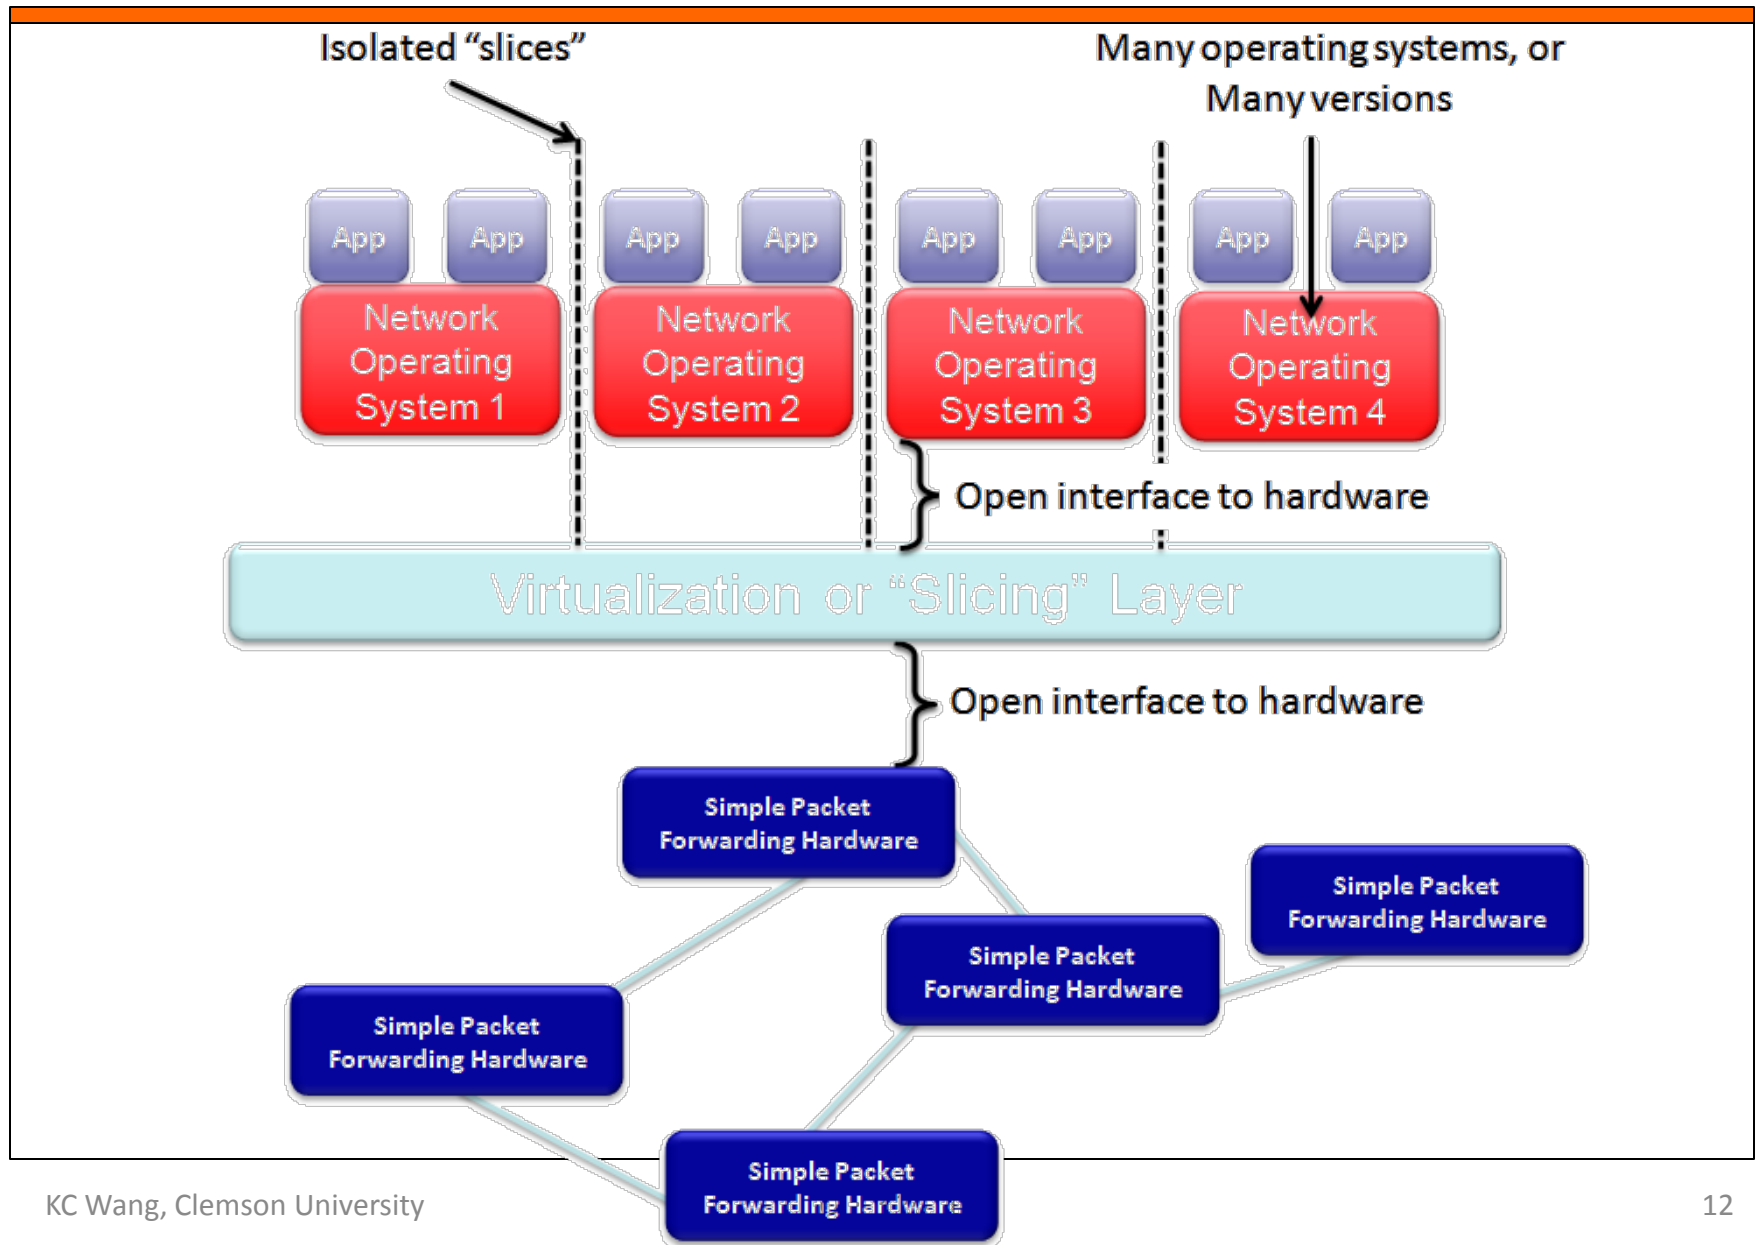 Isolated “slices”
Many operating systems, or
Many versions
App
App
App
App
App
App
App
App
Network
Operating
System 1
Network
Operating
System 2
Network
Operating
System 3
Network
Operating
System 4
Open interface to hardware
Virtualization or “Slicing” Layer
Open interface to hardware
Simple Packet
Forwarding Hardware
Simple Packet
Forwarding Hardware
Simple Packet
Forwarding Hardware
Simple Packet
Forwarding Hardware
Simple Packet
Forwarding Hardware
KC Wang, Clemson University
12